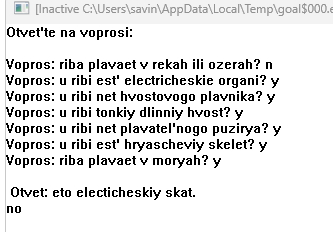 [Inactive C:\Users\savin\AppData\Local\Temp\goal$000.e
Otvet'te na voprosi:
Vopros: riba plavaet v rekah ili ozerah? n
Vopros: u ribi est' electricheskie organi? y
Vopros: u ribi net hvostovogo plavnika? y
Vopros: u ribi tonkiy dlinniy hvost? y
Vopros: u ribi net plavatel'nogo puzirya? y
Vopros: u ribi est' hryascheviy skelet? y
Vopros: riba plavaet v moryah? y
Otvet: eto electicheskiy skat.
no